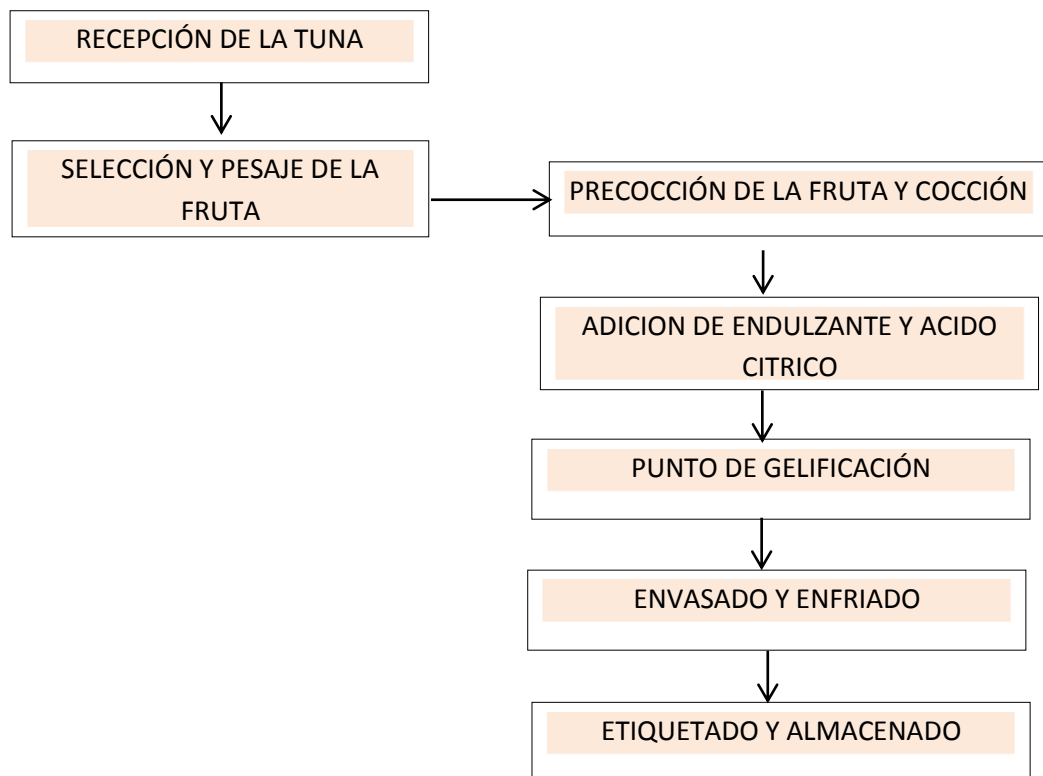 RECEPCIÓN DE LA TUNA
SELECCIÓN Y PESAJE DE LA
FRUTA
PRECOCCIÓN DE LA FRUTA Y COCCIÓN
ADICION DE ENDULZANTE Y ACIDO
CITRICO
PUNTO DE GELIFICACIÓN
ENVASADO Y ENFRIADO
ETIQUETADO Y ALMACENADO